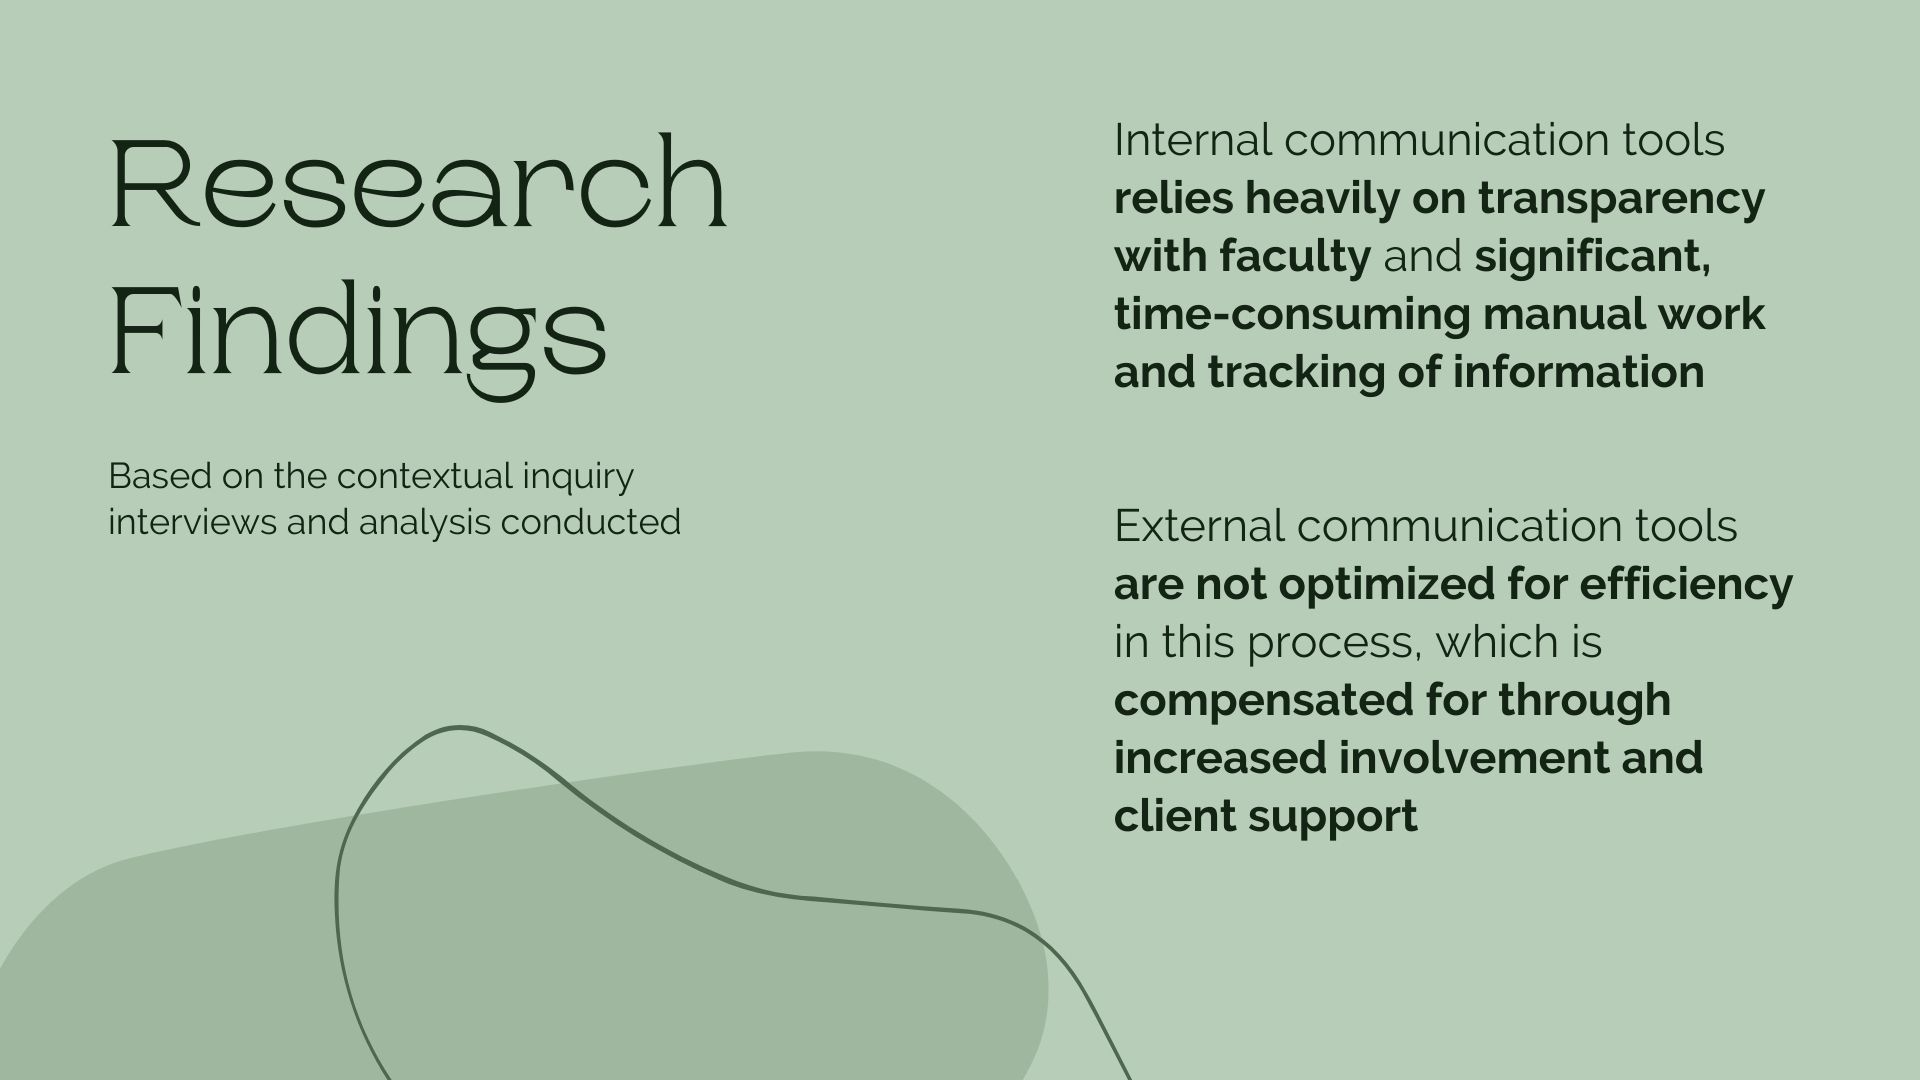 Research
Findings
Based on the contextual inquiry
interviews and analysis conducted
Internal communication tools
relies heavily on transparency
with faculty and significant,
time-consuming manual work
and tracking of information
External communication tools
are not optimized for efficiency
in this process, which is
compensated for through
increased involvement and
client support